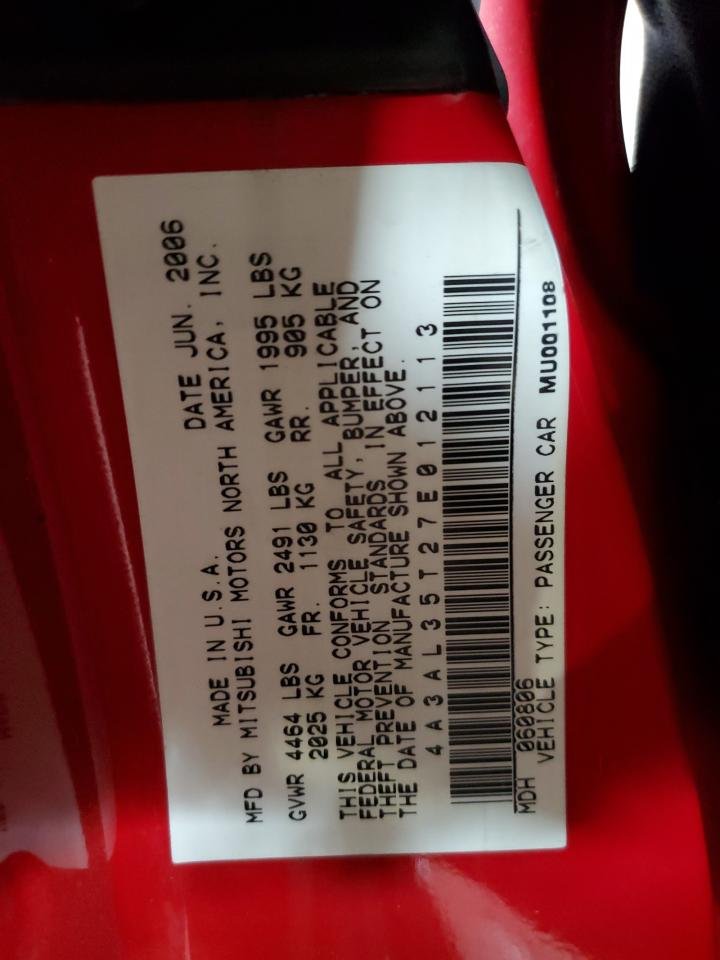 MADE IN U.S.A. DATE JUN. 2006
MFD BY MITSUBISHI MOTORS NORTH AMERICA, INC.
GVWR 4464 LBS GAWR 2491 LBS GAWR 1995 LBS
2025 KG FR. 1130 KG RR. 905 KG
THIS VEHICLE CONFORMS TO ALL APPLICABLE
FEDERAL MOTOR VEHICLE SAFETY, BUMPER, AND
THEFT PREVENTION STANDARDS IN EFFECT ON
THE DATE OF MANUFACTURE SHOWN ABOVE.
4A3AL35T27E012113
MDH 060806
VEHICLE TYPE: PASSENGER CAR MU001108